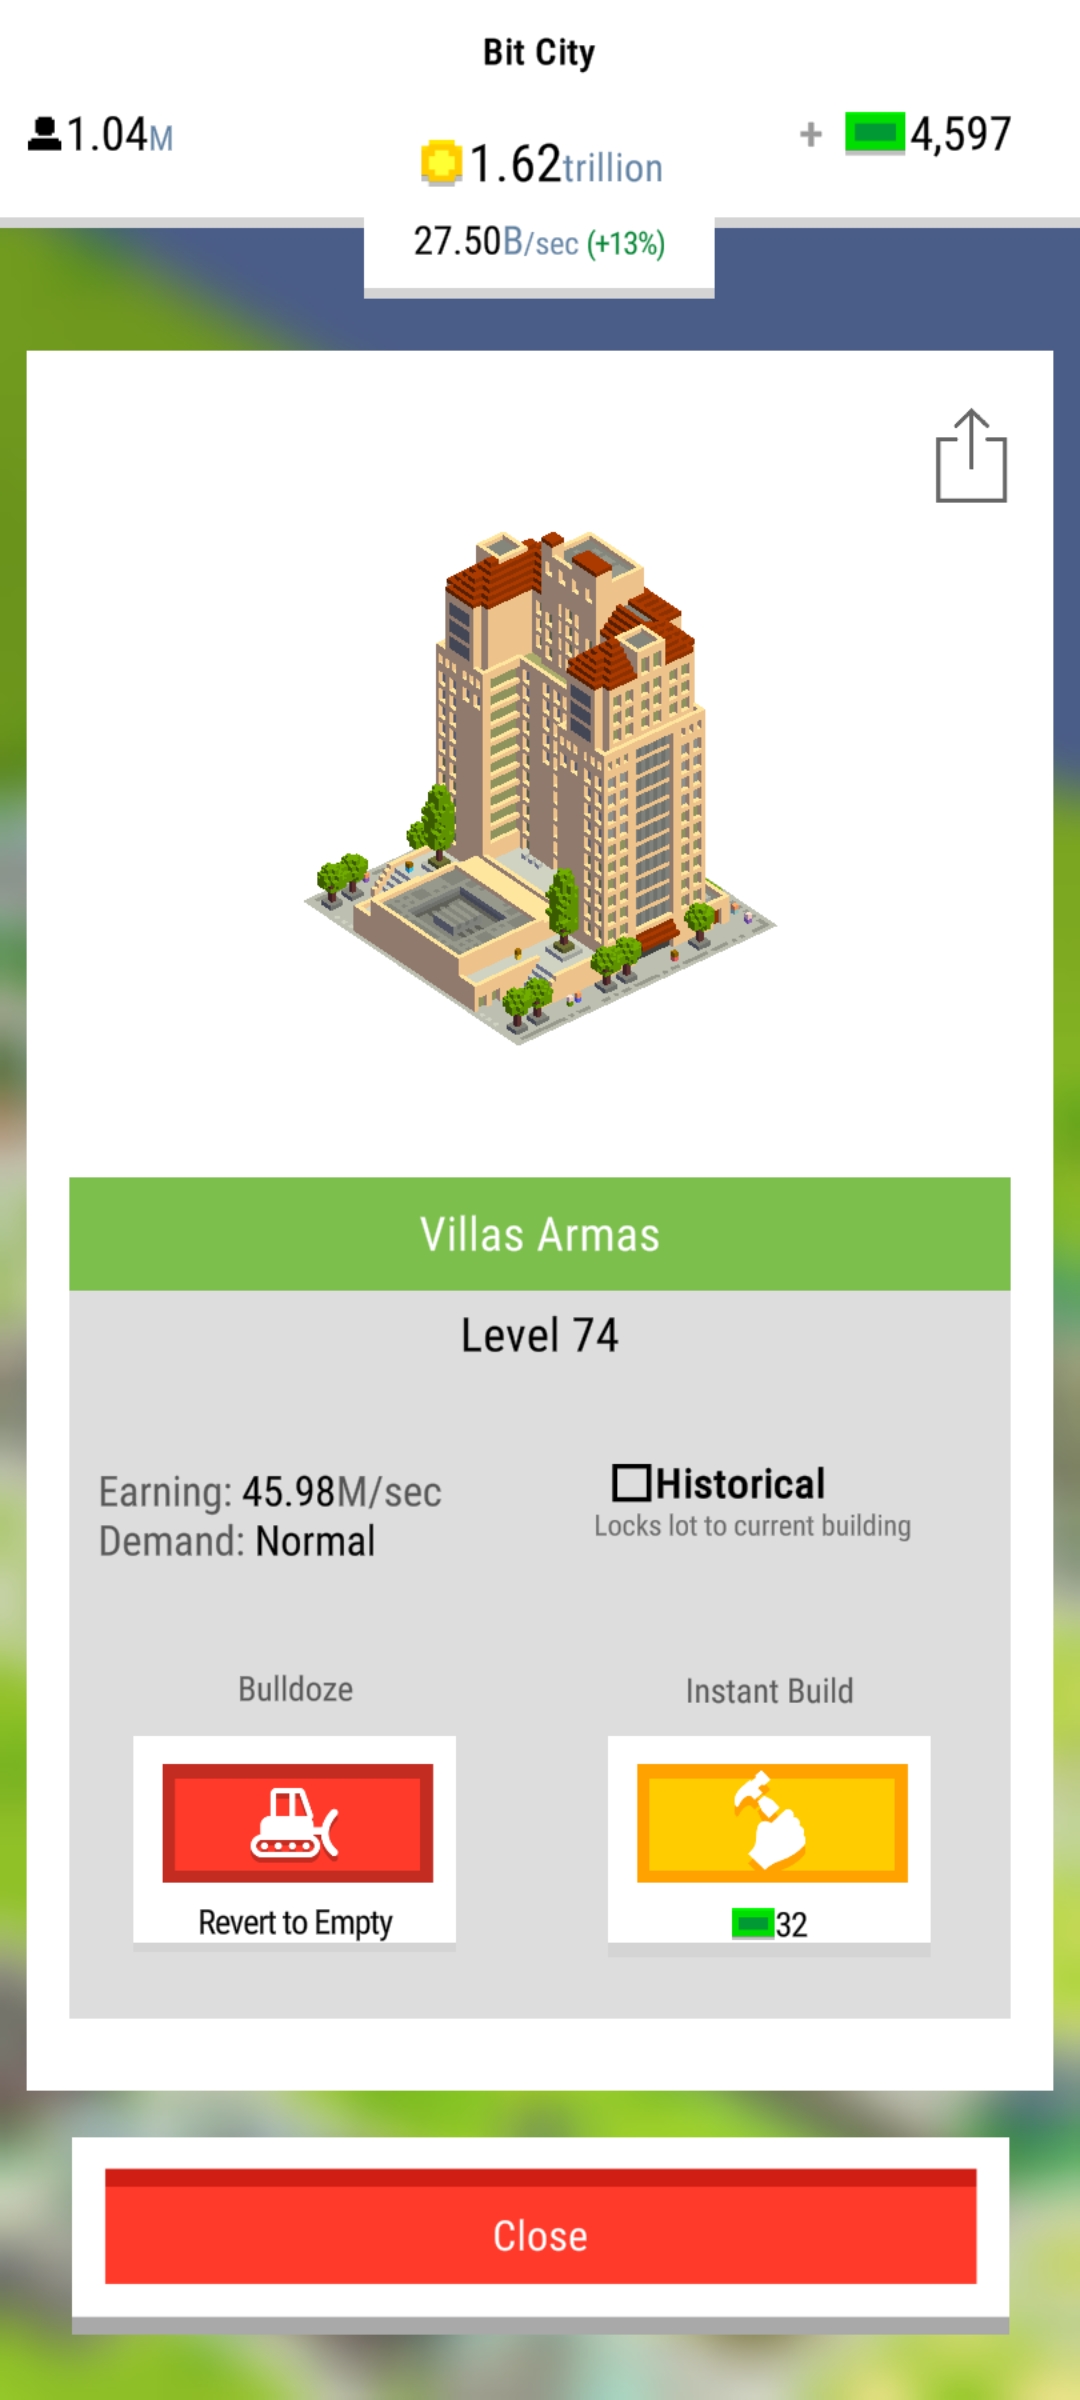 Bit City
1.04M
1.62trillion
+ 4,597
27.50B/sec (+13%)
Villas Armas
Level 74
Earning: 45.98M/sec
Demand: Normal
Historical
Locks lot to current building
Bulldoze
Revert to Empty
Instant Build
32
Close